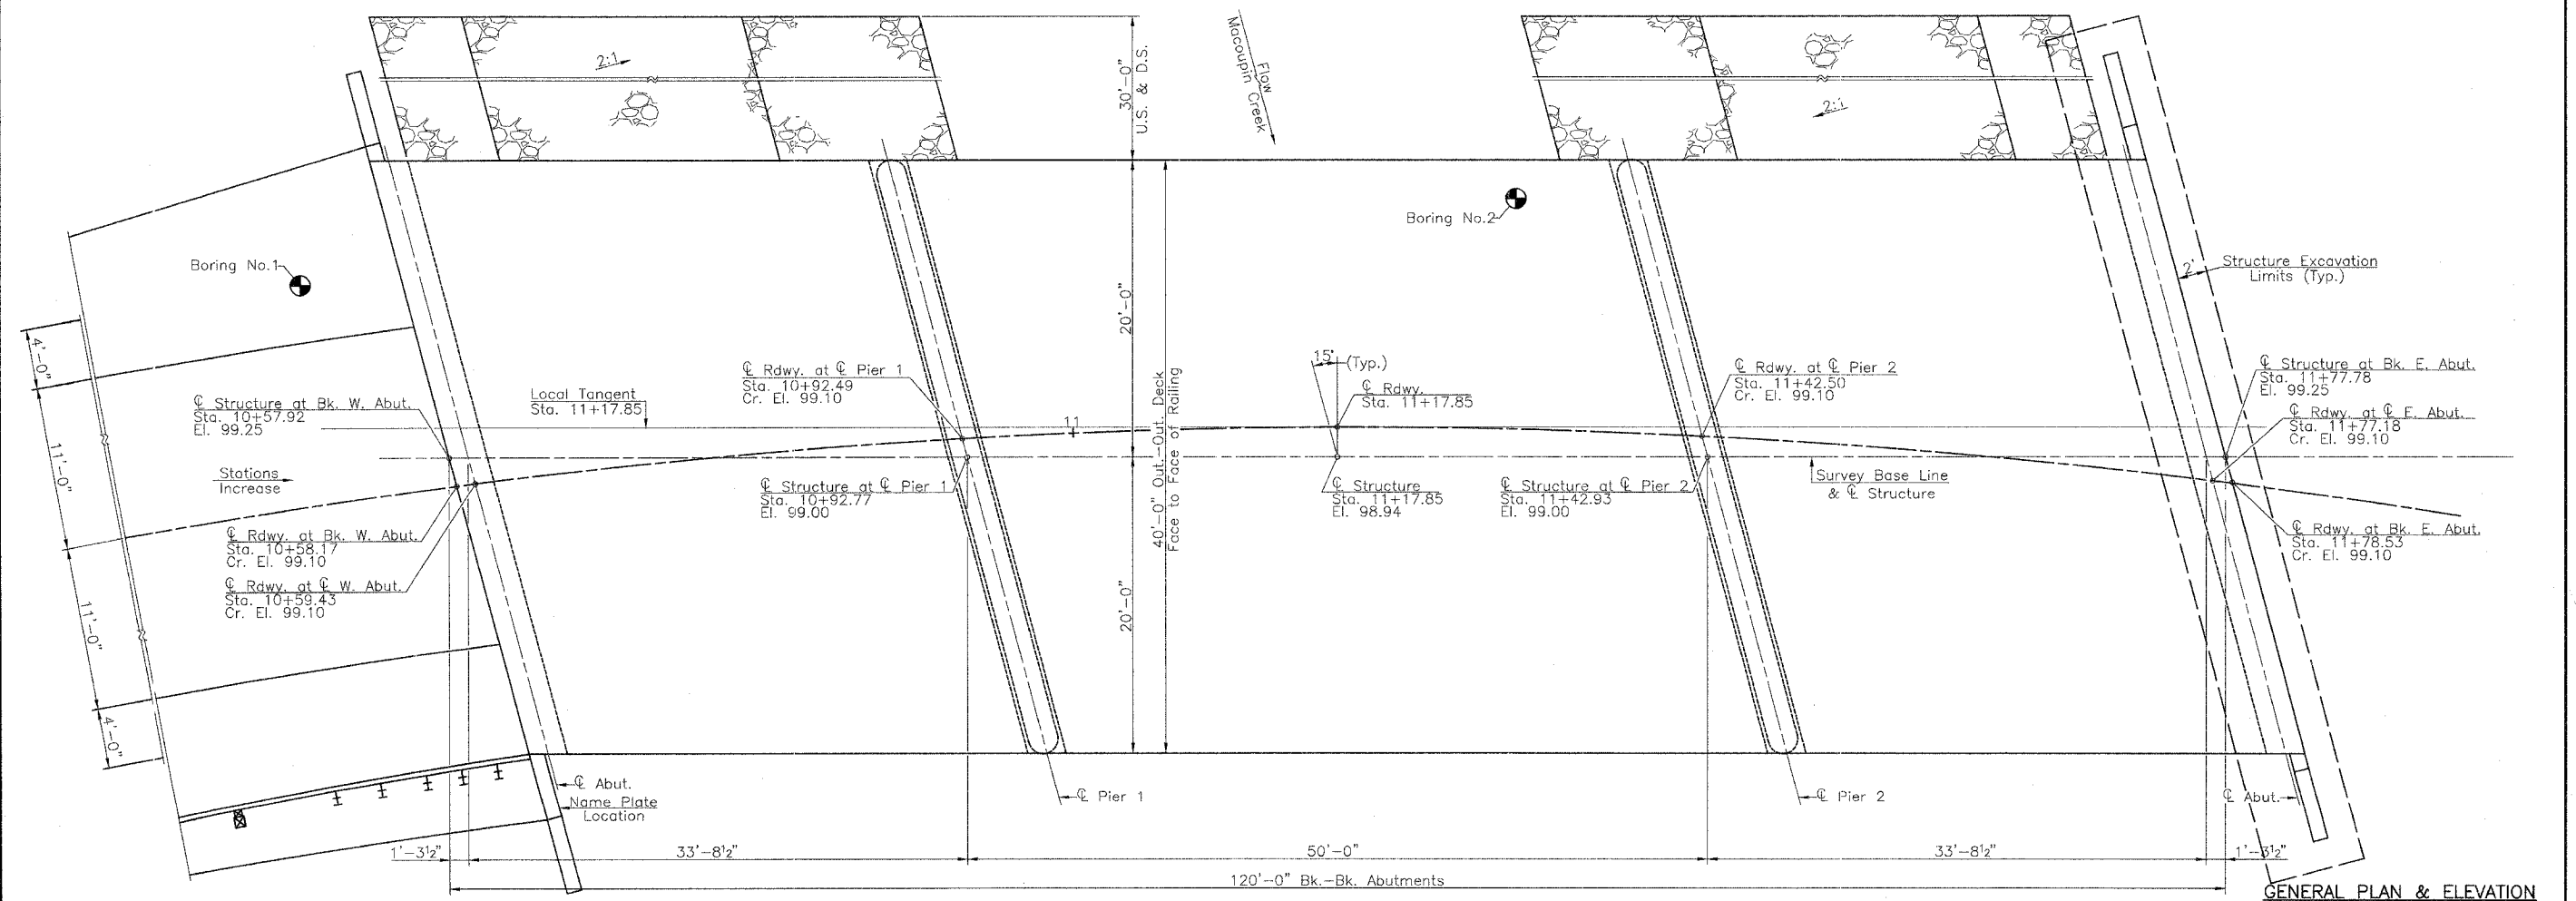 2:1
30'-0"
U.S. & D.S.
Flow
Macoupin Creek
2:1
Boring No.1
Boring No.2
2'
Structure Excavation
Limits (Typ.)
4'-0"
11'-0"
11'-0"
4'-0"
20'-0"
20'-0"
40'-0" Out.-Out. Deck
Face to Face of Railing
15° (Typ.)
℄ Rdwy.
Sta. 11+17.85
Local Tangent
Sta. 11+17.85
℄ Rdwy. at ℄ Pier 1
Sta. 10+92.49
Cr. El. 99.10
11
℄ Rdwy. at ℄ Pier 2
Sta. 11+42.50
Cr. El. 99.10
℄ Structure at Bk. E. Abut.
Sta. 11+77.78
El. 99.25
℄ Rdwy. at ℄ E. Abut.
Sta. 11+77.18
Cr. El. 99.10
℄ Structure at Bk. W. Abut.
Sta. 10+57.92
El. 99.25
Stations
Increase
℄ Structure at ℄ Pier 1
Sta. 10+92.77
El. 99.00
℄ Structure
Sta. 11+17.85
El. 98.94
℄ Structure at ℄ Pier 2
Sta. 11+42.93
El. 99.00
Survey Base Line
& ℄ Structure
℄ Rdwy. at Bk. E. Abut.
Sta. 11+78.53
Cr. El. 99.10
℄ Rdwy. at Bk. W. Abut.
Sta. 10+58.17
Cr. El. 99.10
℄ Rdwy. at ℄ W. Abut.
Sta. 10+59.43
Cr. El. 99.10
℄ Abut.
Name Plate
Location
℄ Pier 1
℄ Pier 2
℄ Abut.
1'-3½"
33'-8½"
50'-0"
33'-8½"
1'-3½"
120'-0" Bk.-Bk. Abutments
GENERAL PLAN & ELEVATION